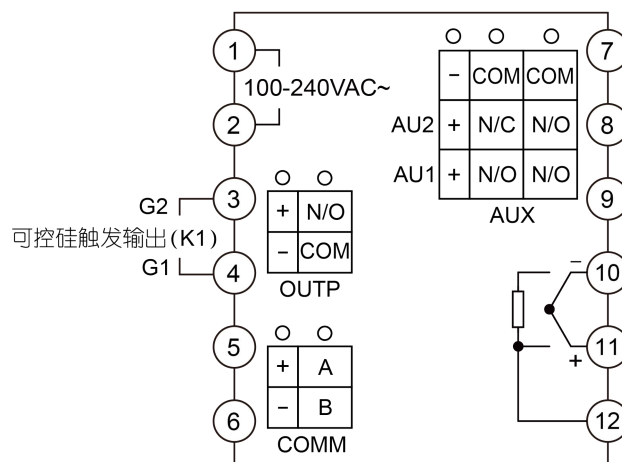 1
7
100-240VAC~
- COM COM
2
AU2 + N/C N/O
8
AU1 + N/O N/O
AUX
3
G2
+ N/O
9
可控硅触发输出(K1)
G1
4
- COM
OUTP
- 10
5
+ A
+ 11
6
- B
COMM
12